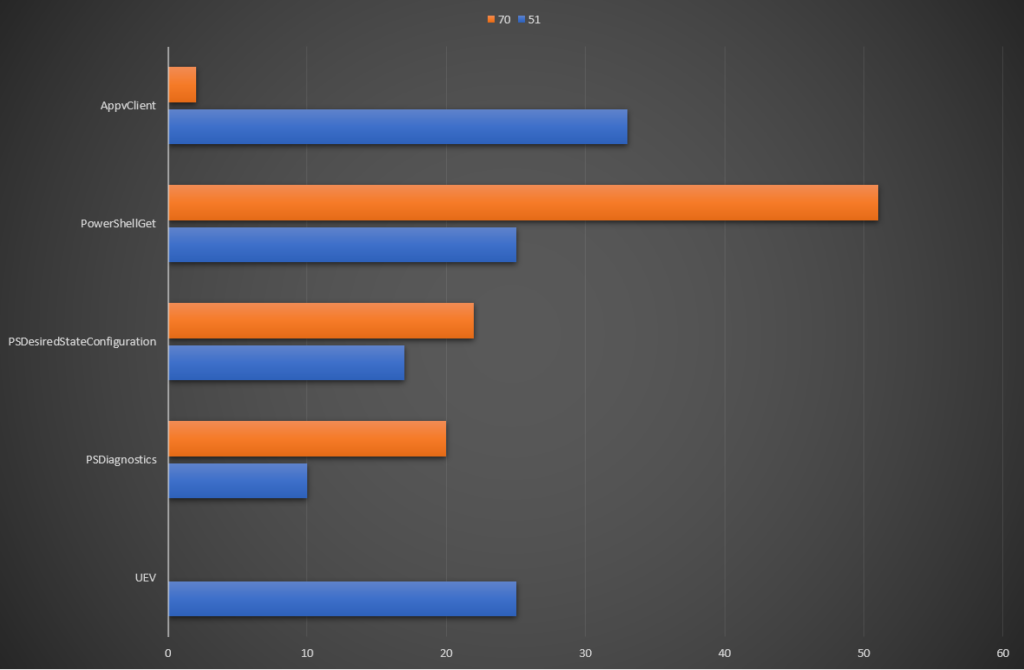 70 51
AppvClient
PowerShellGet
PSDesiredStateConfiguration
PSDiagnostics
UEV
0 10 20 30 40 50 60